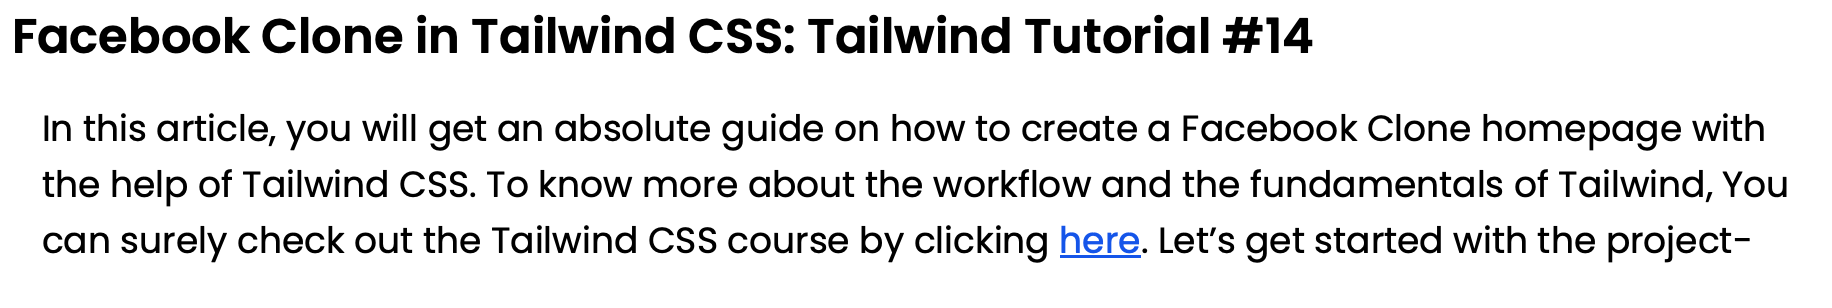 Facebook Clone in Tailwind CSS: Tailwind Tutorial #14
In this article, you will get an absolute guide on how to create a Facebook Clone homepage with
the help of Tailwind CSS. To know more about the workflow and the fundamentals of Tailwind, You
can surely check out the Tailwind CSS course by clicking here. Let’s get started with the project-